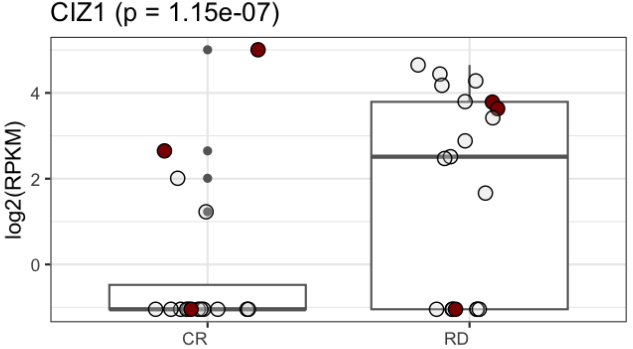 CIZ1 (p = 1.15e-07)
log2(RPKM)
4
2
0
CR
RD